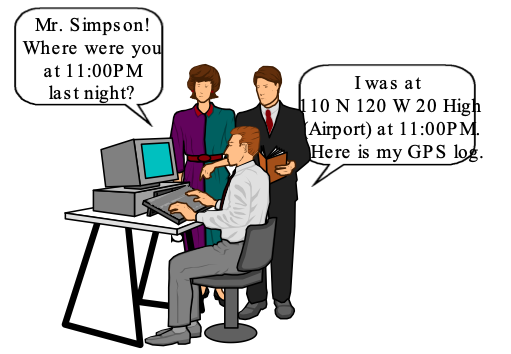 Mr. Simpson!
Where were you
at 11:00PM
last night?
I was at
110 N 120 W 20 High
(Airport) at 11:00PM.
Here is my GPS log.